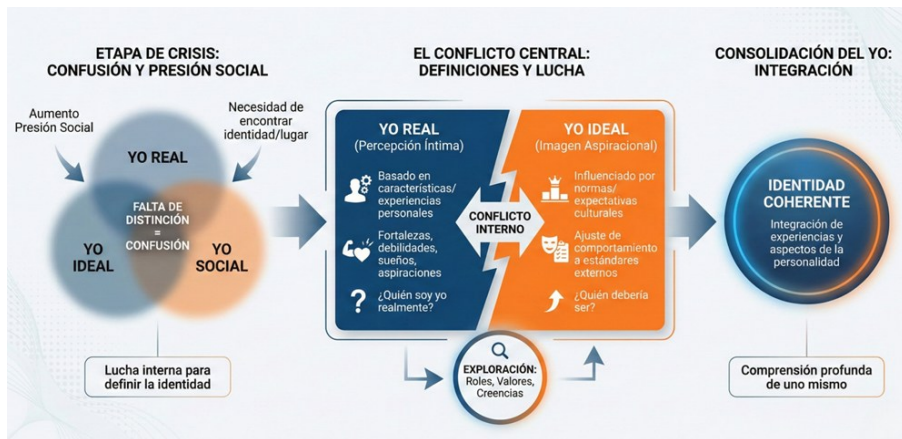 ETAPA DE CRISIS:
CONFUSIÓN Y PRESIÓN SOCIAL
Aumento
Presión Social
Necesidad de
encontrar
identidad/lugar
YO REAL
FALTA DE
DISTINCIÓN
=
CONFUSIÓN
YO
IDEAL
YO
SOCIAL
Lucha interna para
definir la identidad
EL CONFLICTO CENTRAL:
DEFINICIONES Y LUCHA
YO REAL
(Percepción Íntima)
Basado en
características/
experiencias
personales
Fortalezas,
debilidades,
sueños,
aspiraciones
?
¿Quién soy yo
realmente?
CONFLICTO
INTERNO
YO IDEAL
(Imagen Aspiracional)
Influenciado por
normas/
expectativas
culturales
Ajuste de
comportamiento
a estándares
externos
¿Quién debería
ser?
EXPLORACIÓN:
Roles, Valores,
Creencias
CONSOLIDACIÓN DEL YO:
INTEGRACIÓN
IDENTIDAD
COHERENTE
Integración de
experiencias y
aspectos de la
personalidad
Comprensión profunda
de uno mismo